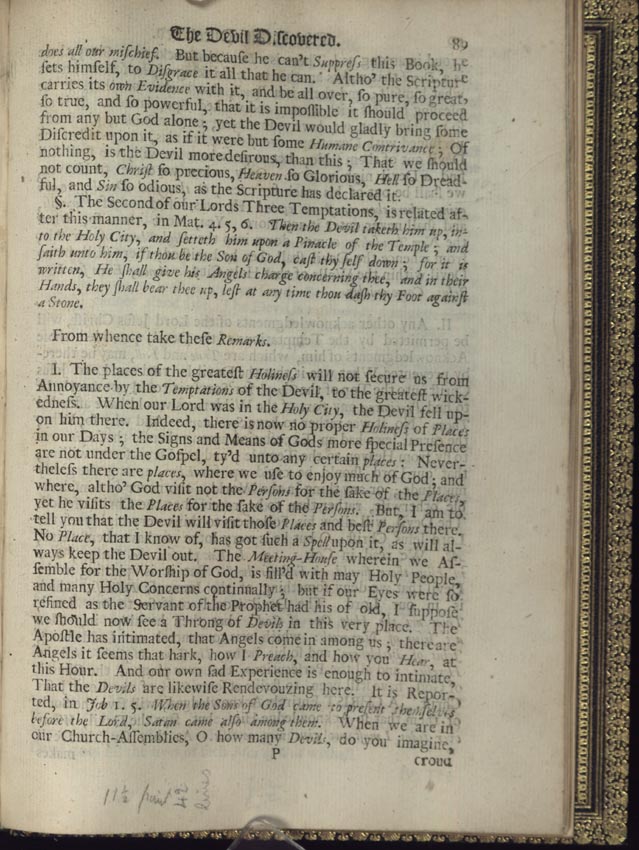 The Devil D.scovered. 89
does all our miſchief. But becauſe he can't Suppreſs this Book, he
ſets himſelf, to Diſgrace it all that he can. Altho' the Scripture
carries its own Evidence with it, and be all over, ſo pure, ſo great,
ſo true, and ſo powerful, that it is impoſſible it ſhould proceed
from any but God alone; yet the Devil would gladly bring ſome
Diſcredit upon it, as if it were but ſome Humane Contrivance; Of
nothing, is the Devil more deſirous, than this; That we ſhould
not count, Chriſt ſo precious, Heaven ſo Glorious, Hell ſo Dread-
ful, and Sin ſo odious, as the Scripture has declared it.
§. The Second of our Lords Three Temptations, is related af-
ter this manner, in Mat. 4. 5, 6. Then the Devil taketh him up, in-
to the Holy City, and ſetteth him upon a Pinacle of the Temple; and
ſaith unto him, if thou be the Son of God, caſt thy ſelf down; for it is
written, He ſhall give his Angels charge concerning thee, and in their
Hands, they ſhall bear thee up, leſt at any time thou daſh thy Foot againſt
a Stone.
From whence take theſe Remarks.
I. The places of the greateſt Holineſs will not ſecure us from
Annoyance by the Temptations of the Devil, to the greateſt wick-
edneſs. When our Lord was in the Holy City, the Devil fell up-
on him there. Indeed, there is now no proper Holineſs of Places
in our Days; the Signs and Means of Gods more ſpecial Preſence
are not under the Goſpel, ty'd unto any certain places: Never-
theleſs there are places, where we uſe to enjoy much of God; and
where, altho' God viſit not the Perſons for the ſake of the Places,
yet he viſits the Places for the ſake of the Perſons. But, I am to
tell you that the Devil will viſit thoſe Places and beſt Perſons there.
No Place, that I know of, has got ſuch a Spell upon it, as will al-
ways keep the Devil out. The Meeting-Houſe wherein we Aſ-
ſemble for the Worſhip of God, is fill'd with may Holy People,
and many Holy Concerns continnally; but if our Eyes were ſo
refined as the Servant of the Prophet had his of old, I ſuppoſe
we ſhould now ſee a Throng of Devils in this very place. The
Apoſtle has intimated, that Angels come in among us; there are
Angels it ſeems that hark, how I Preach, and how you Hear, at
this Hour. And our own ſad Experience is enough to intimate,
That the Devils are likewiſe Rendevouzing here. It is Repor-
ted, in Job 1. 5. When the Sons of God came to preſent themſelves
before the Lord, Satan came alſo among them. When we are in
our Church-Aſſemblies, O how many Devils, do you imagine,
P
croud
11½ point 42 lines